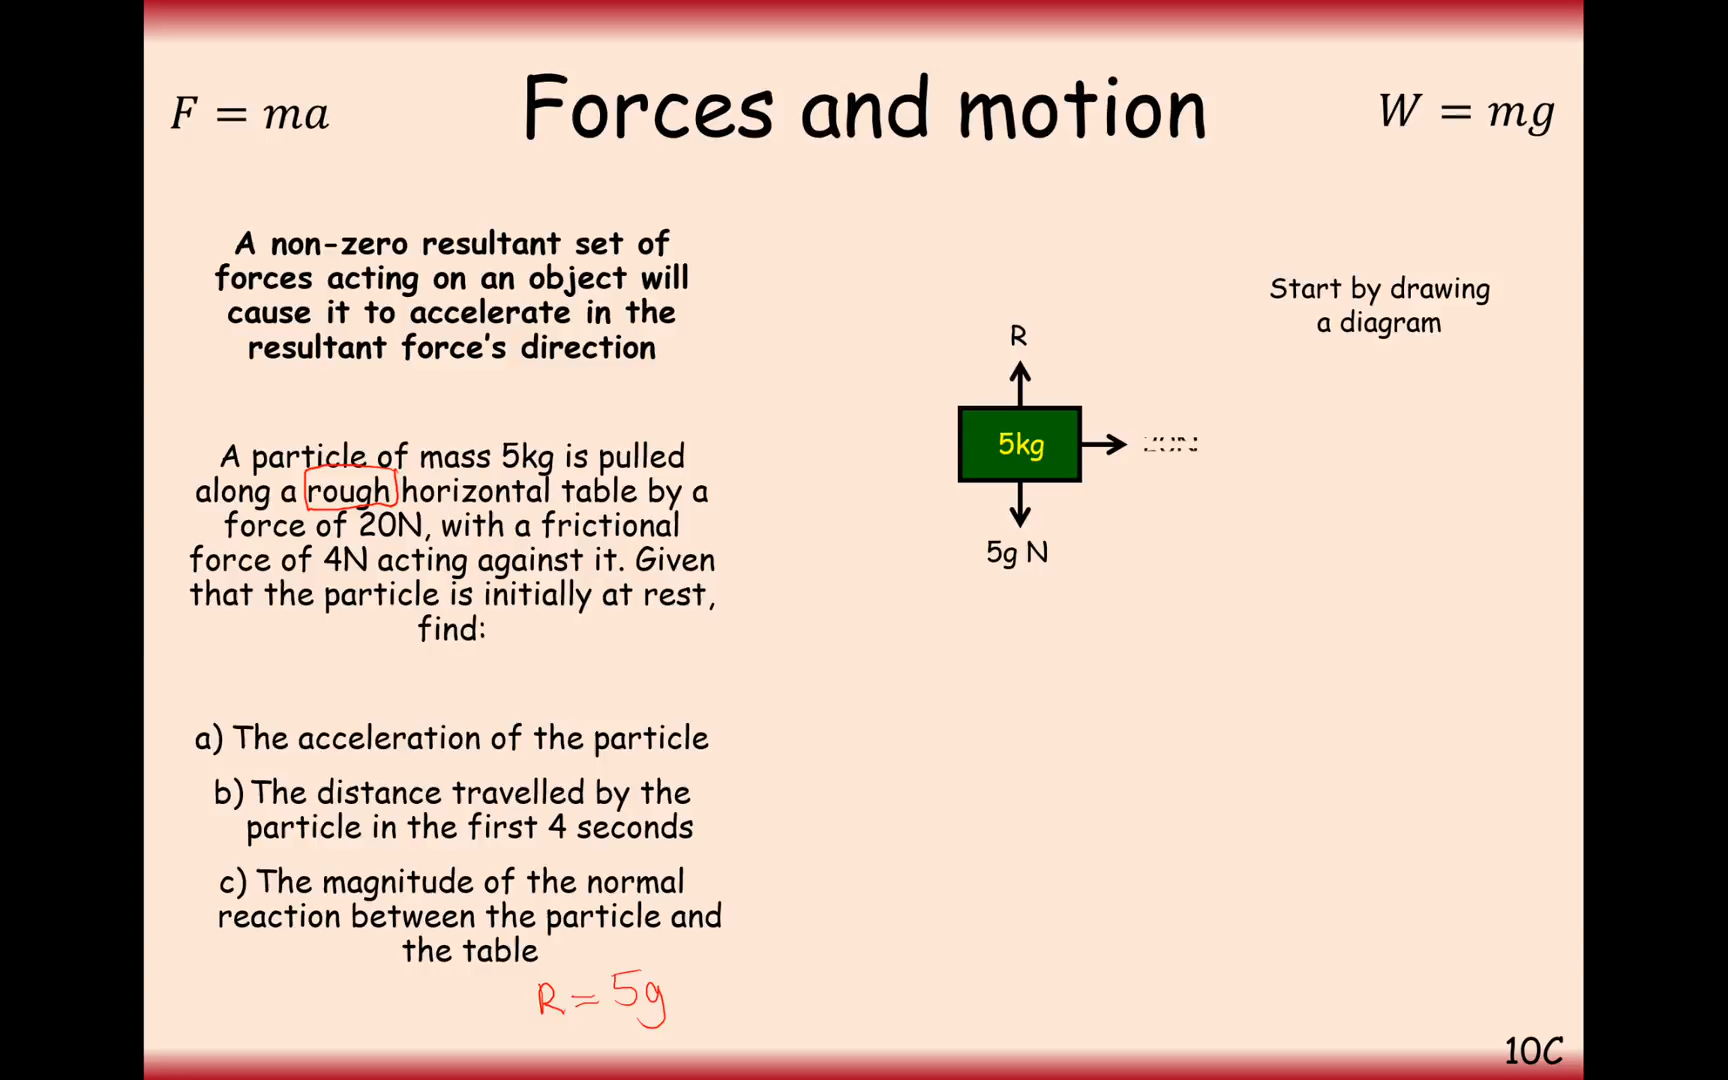 F = ma
Forces and motion
W = mg
A non-zero resultant set of
forces acting on an object will
cause it to accelerate in the
resultant force's direction
A particle of mass 5kg is pulled
along a rough horizontal table by a
force of 20N, with a frictional
force of 4N acting against it. Given
that the particle is initially at rest,
find:
a) The acceleration of the particle
b) The distance travelled by the
particle in the first 4 seconds
c) The magnitude of the normal
reaction between the particle and
the table
R = 5g
Start by drawing
a diagram
R
5kg
20N
5g N
10C